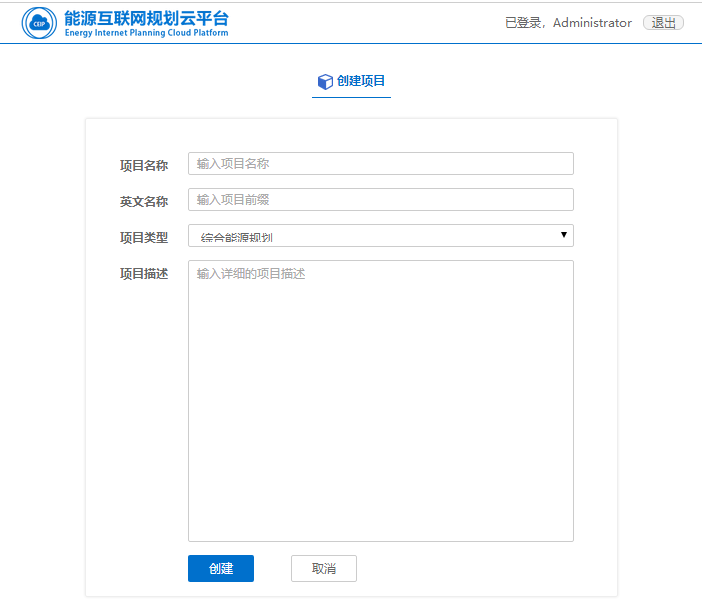 CEIP
能源互联网规划云平台
Energy Internet Planning Cloud Platform
已登录，Administrator 退出
创建项目
项目名称 输入项目名称
英文名称 输入项目前缀
项目类型 综合能源规划
项目描述 输入详细的项目描述
创建 取消